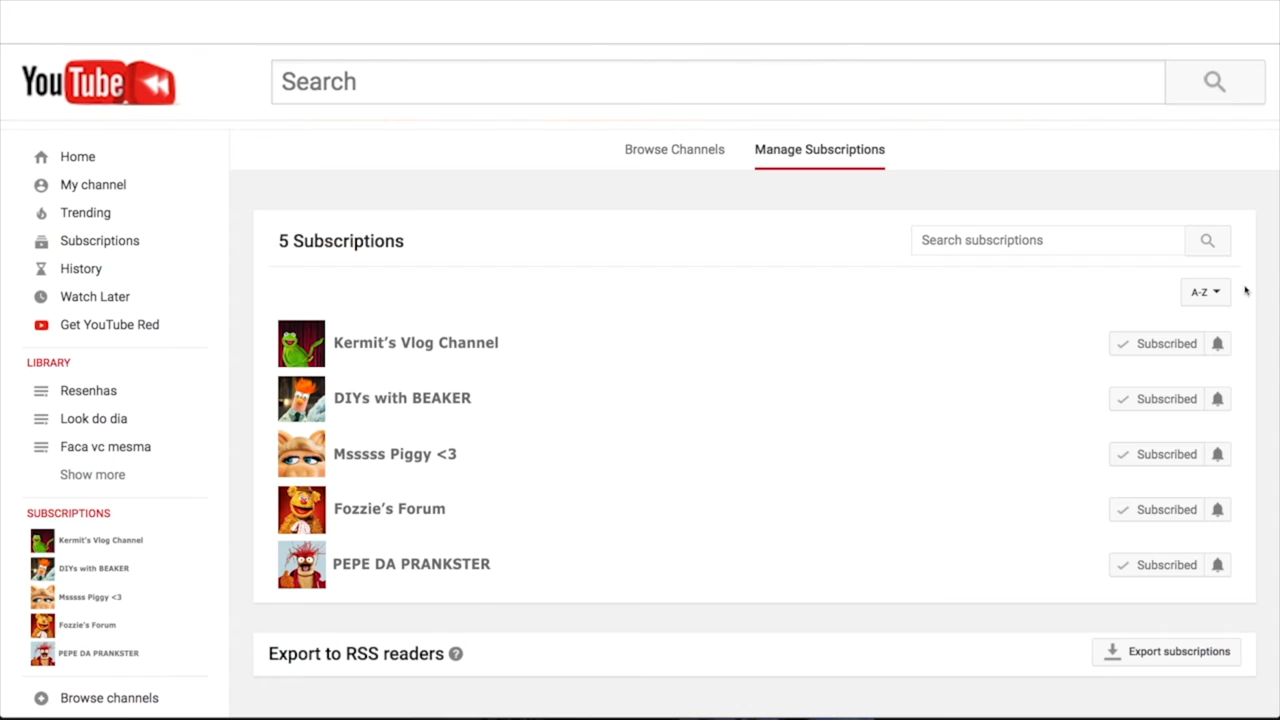 YouTube
Search
Home
My channel
Trending
Subscriptions
History
Watch Later
Get YouTube Red
LIBRARY
Resenhas
Look do dia
Faca vc mesma
Show more
SUBSCRIPTIONS
Kermit's Vlog Channel
DIYs with BEAKER
Msssss Piggy <3
Fozzie's Forum
PEPE DA PRANKSTER
Browse channels
Browse Channels Manage Subscriptions
5 Subscriptions Search subscriptions
A-Z
Kermit's Vlog Channel Subscribed
DIYs with BEAKER Subscribed
Msssss Piggy <3 Subscribed
Fozzie's Forum Subscribed
PEPE DA PRANKSTER Subscribed
Export to RSS readers ? Export subscriptions